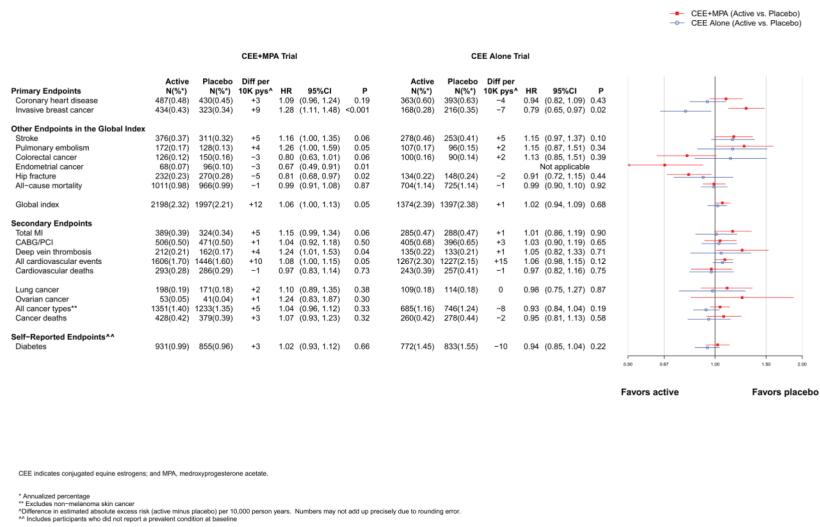 CEE+MPA (Active vs. Placebo)
CEE Alone (Active vs. Placebo)
CEE+MPA Trial CEE Alone Trial
Active Placebo Diff per Active Placebo Diff per
N(%*) N(%*) 10K pys^ HR 95%CI P N(%*) N(%*) 10K pys^ HR 95%CI P
Primary Endpoints
Coronary heart disease 487(0.48) 430(0.45) +3 1.09 (0.96, 1.24) 0.19 363(0.60) 393(0.63) −4 0.94 (0.82, 1.09) 0.43
Invasive breast cancer 434(0.43) 323(0.34) +9 1.28 (1.11, 1.48) <0.001 168(0.28) 216(0.35) −7 0.79 (0.65, 0.97) 0.02
Other Endpoints in the Global Index
Stroke 376(0.37) 311(0.32) +5 1.16 (1.00, 1.35) 0.06 278(0.46) 253(0.41) +5 1.15 (0.97, 1.37) 0.10
Pulmonary embolism 172(0.17) 128(0.13) +4 1.26 (1.00, 1.59) 0.05 107(0.17) 96(0.15) +2 1.15 (0.87, 1.51) 0.34
Colorectal cancer 126(0.12) 150(0.16) −3 0.80 (0.63, 1.01) 0.06 100(0.16) 90(0.14) +2 1.13 (0.85, 1.51) 0.39
Endometrial cancer 68(0.07) 96(0.10) −3 0.67 (0.49, 0.91) 0.01 Not applicable
Hip fracture 232(0.23) 270(0.28) −5 0.81 (0.68, 0.97) 0.02 134(0.22) 148(0.24) −2 0.91 (0.72, 1.15) 0.44
All−cause mortality 1011(0.98) 966(0.99) −1 0.99 (0.91, 1.08) 0.87 704(1.14) 725(1.14) −1 0.99 (0.90, 1.10) 0.92
Global index 2198(2.32) 1997(2.21) +12 1.06 (1.00, 1.13) 0.05 1374(2.39) 1397(2.38) +1 1.02 (0.94, 1.09) 0.68
Secondary Endpoints
Total MI 389(0.39) 324(0.34) +5 1.15 (0.99, 1.34) 0.06 285(0.47) 288(0.47) +1 1.01 (0.86, 1.19) 0.90
CABG/PCI 506(0.50) 471(0.50) +1 1.04 (0.92, 1.18) 0.50 405(0.68) 396(0.65) +3 1.03 (0.90, 1.19) 0.65
Deep vein thrombosis 212(0.21) 162(0.17) +4 1.24 (1.01, 1.53) 0.04 135(0.22) 133(0.21) +1 1.05 (0.82, 1.33) 0.71
All cardiovascular events 1606(1.70) 1446(1.60) +10 1.08 (1.00, 1.15) 0.05 1267(2.30) 1227(2.15) +15 1.06 (0.98, 1.15) 0.12
Cardiovascular deaths 293(0.28) 286(0.29) −1 0.97 (0.83, 1.14) 0.73 243(0.39) 257(0.41) −1 0.97 (0.82, 1.16) 0.75
Lung cancer 198(0.19) 171(0.18) +2 1.10 (0.89, 1.35) 0.38 109(0.18) 114(0.18) 0 0.98 (0.75, 1.27) 0.87
Ovarian cancer 53(0.05) 41(0.04) +1 1.24 (0.83, 1.87) 0.30
All cancer types** 1351(1.40) 1233(1.35) +5 1.04 (0.96, 1.12) 0.33 685(1.16) 746(1.24) −8 0.93 (0.84, 1.04) 0.19
Cancer deaths 428(0.42) 379(0.39) +3 1.07 (0.93, 1.23) 0.32 260(0.42) 278(0.44) −2 0.95 (0.81, 1.13) 0.58
Self−Reported Endpoints^^
Diabetes 931(0.99) 855(0.96) +3 1.02 (0.93, 1.12) 0.66 772(1.45) 833(1.55) −10 0.94 (0.85, 1.04) 0.22
0.67 1.00 1.50 2.00
Favors active Favors placebo
CEE indicates conjugated equine estrogens; and MPA, medroxyprogesterone acetate.
* Annualized percentage
** Excludes non−melanoma skin cancer
^Difference in estimated absolute excess risk (active minus placebo) per 10,000 person years. Numbers may not add up precisely due to rounding error.
^^ Includes participants who did not report a prevalent condition at baseline